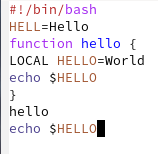 #!/bin/bash
HELL=Hello
function hello {
LOCAL HELLO=World
echo $HELLO
}
hello
echo $HELLO